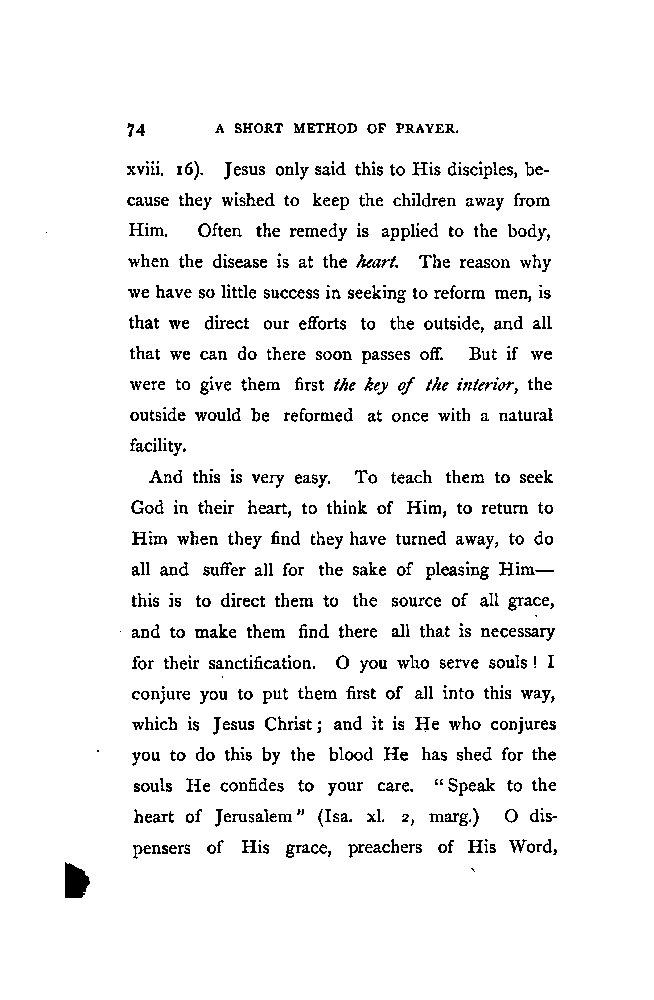 74 A SHORT METHOD OF PRAYER.
xviii. 16). Jesus only said this to His disciples, be-
cause they wished to keep the children away from
Him. Often the remedy is applied to the body,
when the disease is at the heart. The reason why
we have so little success in seeking to reform men, is
that we direct our efforts to the outside, and all
that we can do there soon passes off. But if we
were to give them first the key of the interior, the
outside would be reformed at once with a natural
facility.
And this is very easy. To teach them to seek
God in their heart, to think of Him, to return to
Him when they find they have turned away, to do
all and suffer all for the sake of pleasing Him—
this is to direct them to the source of all grace,
and to make them find there all that is necessary
for their sanctification. O you who serve souls! I
conjure you to put them first of all into this way,
which is Jesus Christ; and it is He who conjures
you to do this by the blood He has shed for the
souls He confides to your care. "Speak to the
heart of Jerusalem" (Isa. xl. 2, marg.) O dis-
pensers of His grace, preachers of His Word,